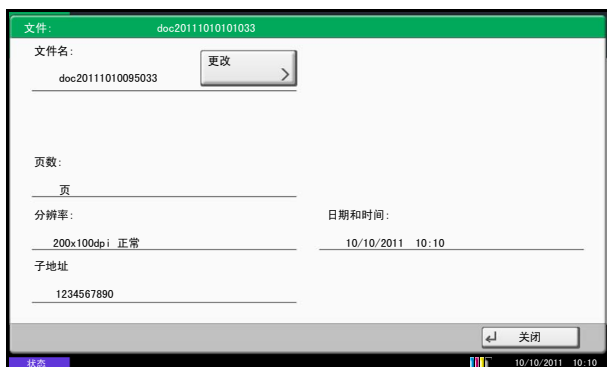 文件: doc20111010101033
文件名:
更改
doc20111010095033
页数:
页
分辨率:
日期和时间:
200x100dpi 正常
10/10/2011 10:10
子地址
1234567890
关闭
状态
10/10/2011 10:10